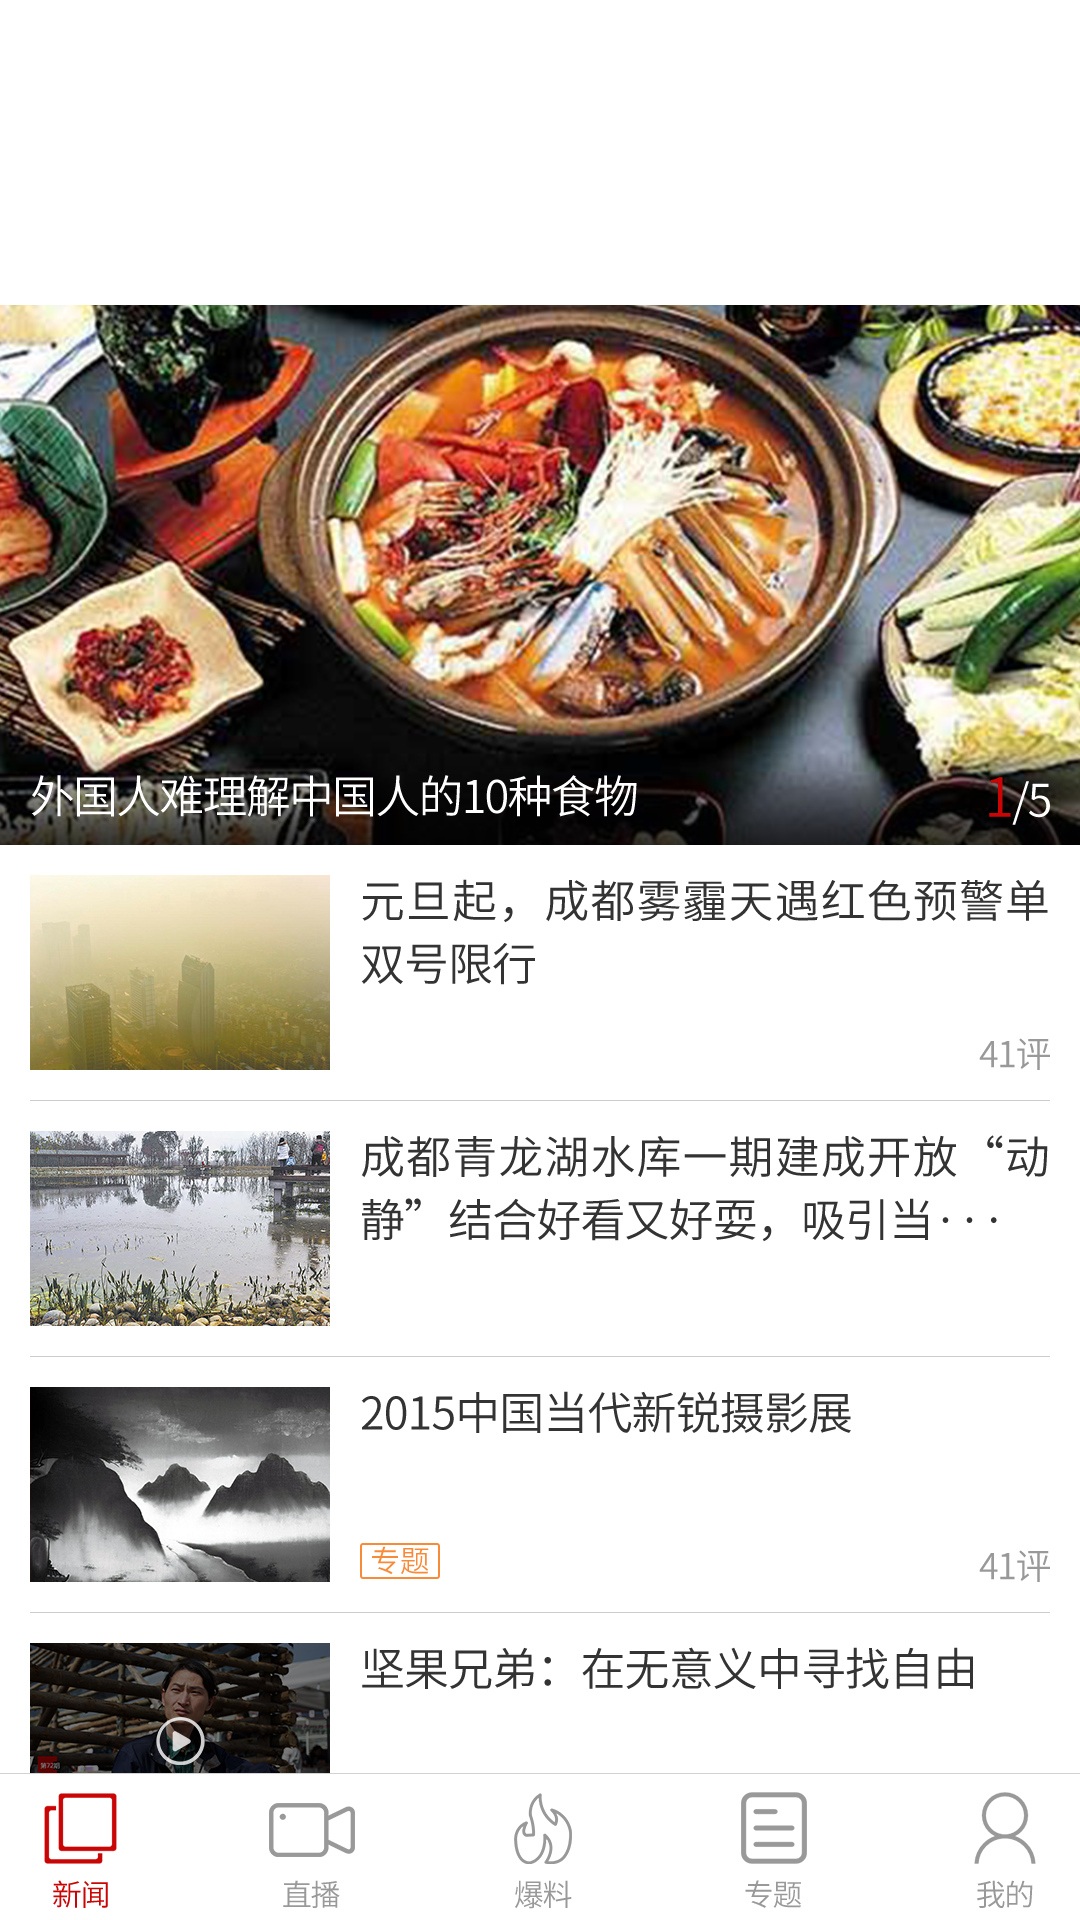 外国人难理解中国人的10种食物
1/5
元旦起，成都雾霾天遇红色预警单
双号限行
41评
成都青龙湖水库一期建成开放“动
静”结合好看又好耍，吸引当···
2015中国当代新锐摄影展
专题
41评
坚果兄弟：在无意义中寻找自由
第72期
新闻
直播
爆料
专题
我的